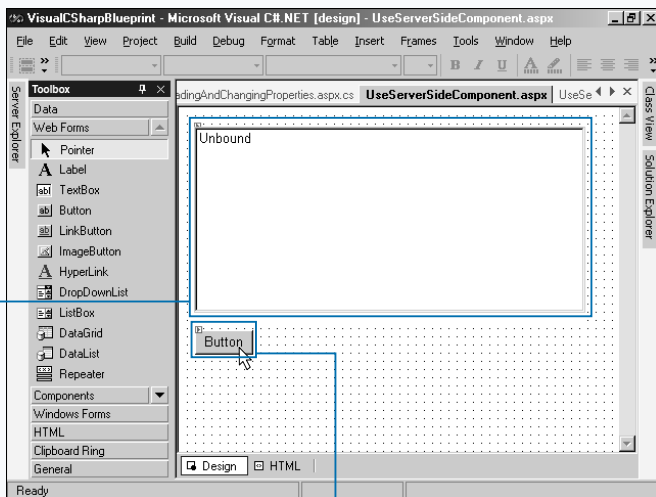 VisualCSharpBlueprint - Microsoft Visual C#.NET [design] - UseServerSideComponent.aspx
File Edit View Project Build Debug Format Table Insert Frames Tools Window Help
B I U A
Server Explorer
Toolbox
Data
Web Forms
Pointer
A Label
abl TextBox
ab Button
ab LinkButton
ImageButton
A HyperLink
DropDownList
ListBox
DataGrid
DataList
Repeater
Components
Windows Forms
HTML
Clipboard Ring
General
adingAndChangingProperties.aspx.cs UseServerSideComponent.aspx UseSe
Unbound
Button
Design HTML
Class View
Solution Explorer
Ready